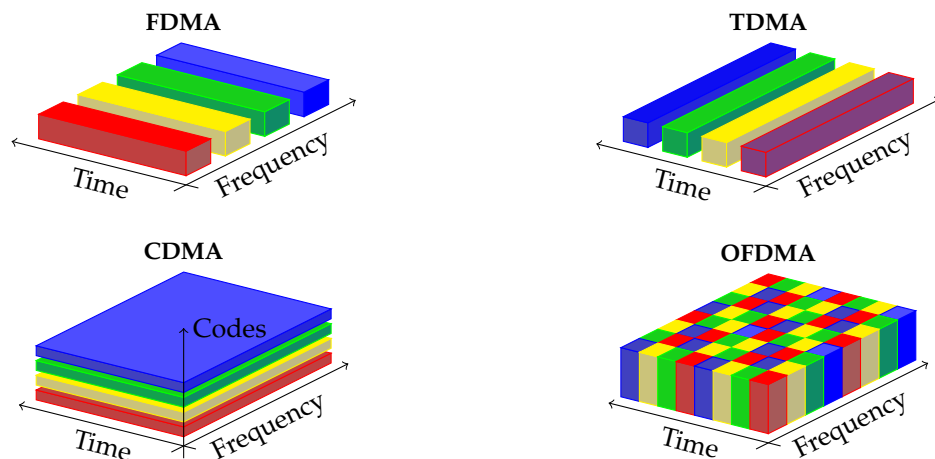 FDMA
Time
Frequency
TDMA
Time
Frequency
CDMA
Codes
Time
Frequency
OFDMA
Time
Frequency